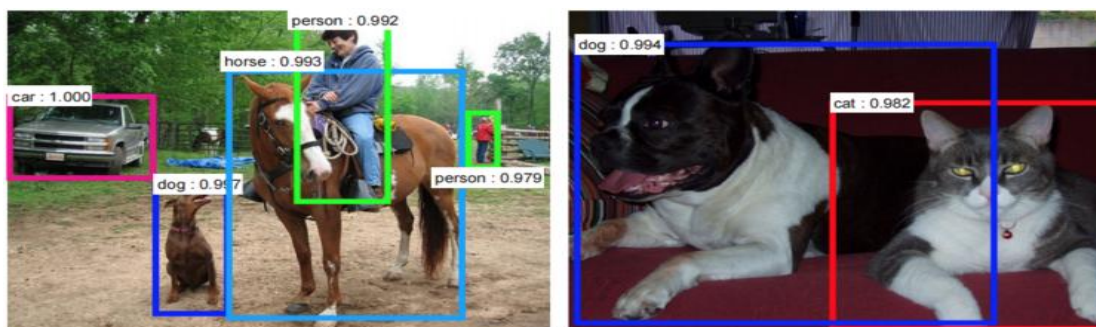 person : 0.992
horse : 0.993
car : 1.000
dog : 0.997
person : 0.979
dog : 0.994
cat : 0.982